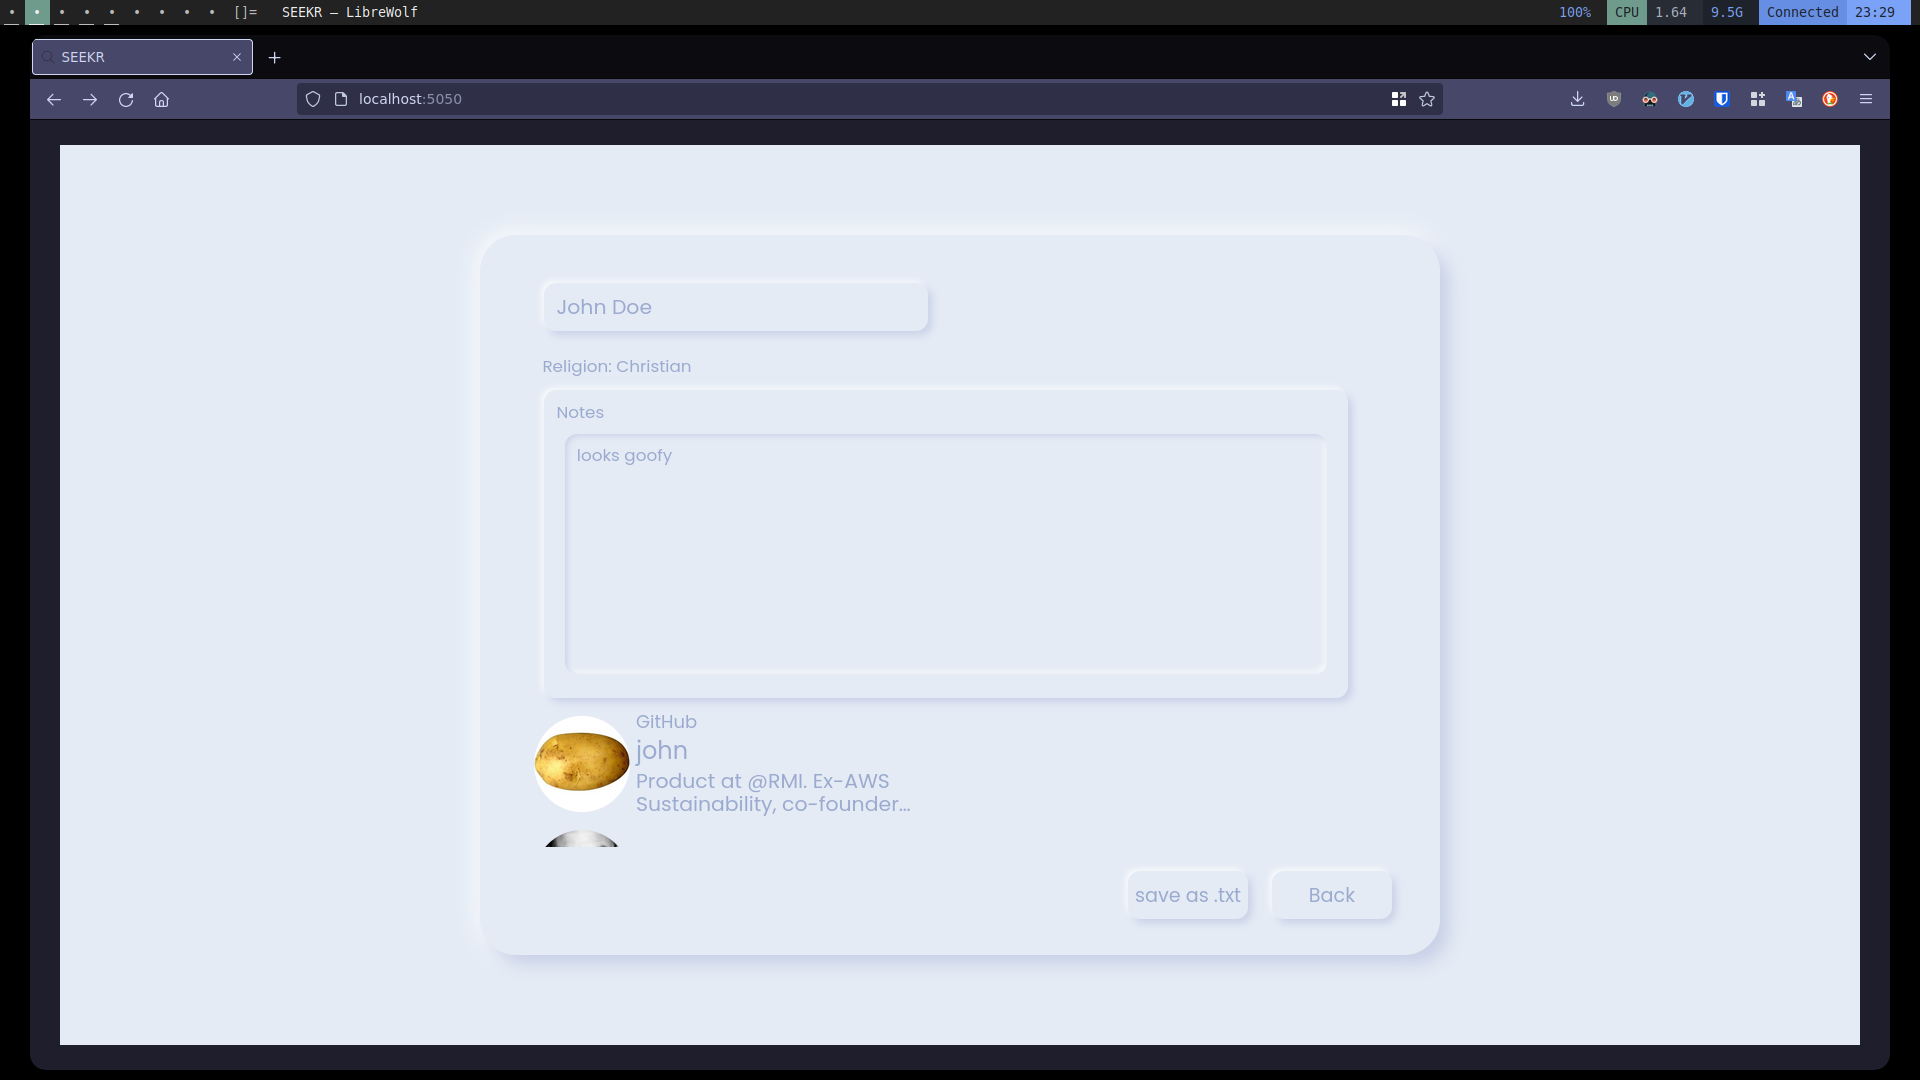 []= SEEKR — LibreWolf 100% CPU 1.64 9.5G Connected 23:29
SEEKR
localhost:5050
John Doe
Religion: Christian
Notes
looks goofy
GitHub
john
Product at @RMI. Ex-AWS
Sustainability, co-founder...
save as .txt Back